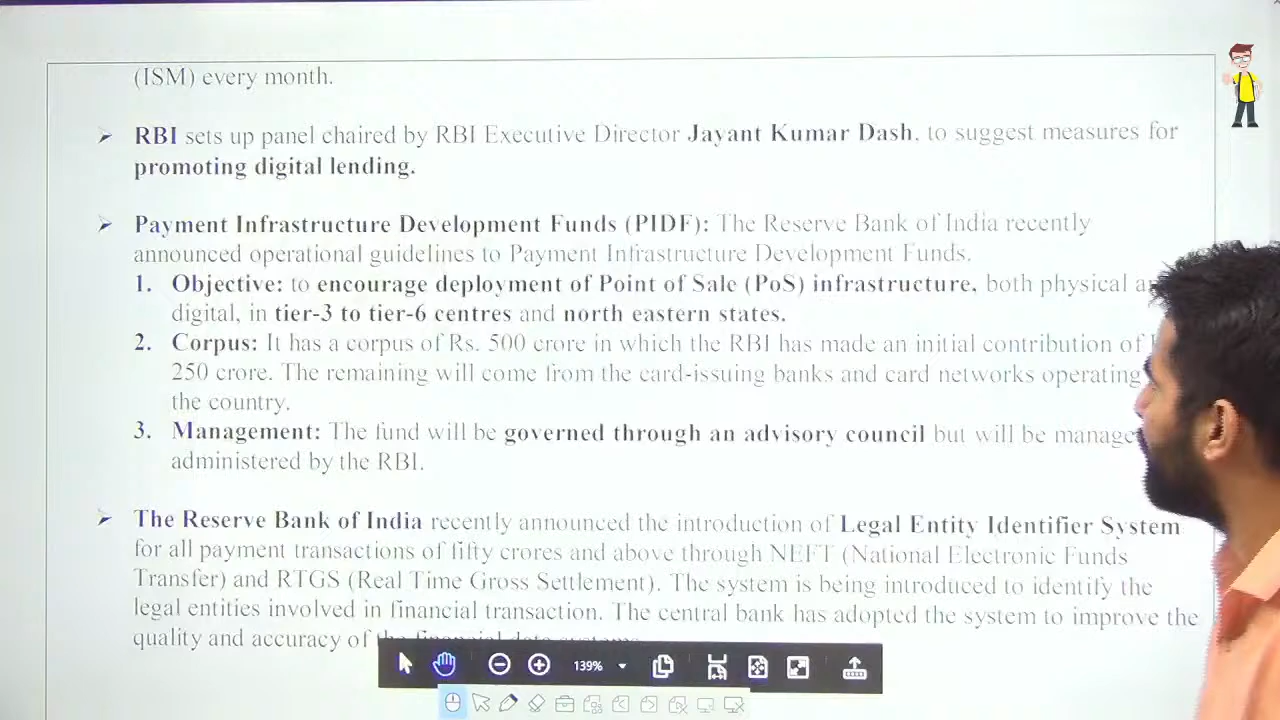 (ISM) every month.
➢ RBI sets up panel chaired by RBI Executive Director Jayant Kumar Dash, to suggest measures for
promoting digital lending.
➢ Payment Infrastructure Development Funds (PIDF): The Reserve Bank of India recently
announced operational guidelines to Payment Infrastructure Development Funds.
1. Objective: to encourage deployment of Point of Sale (PoS) infrastructure, both physical
digital, in tier-3 to tier-6 centres and north eastern states.
2. Corpus: It has a corpus of Rs. 500 crore in which the RBI has made an initial contribution of
250 crore. The remaining will come from the card-issuing banks and card networks operating
the country.
3. Management: The fund will be governed through an advisory council but will be
administered by the RBI.
➢ The Reserve Bank of India recently announced the introduction of Legal Entity Identifier System
for all payment transactions of fifty crores and above through NEFT (National Electronic Funds
Transfer) and RTGS (Real Time Gross Settlement). The system is being introduced to identify the
legal entities involved in financial transaction. The central bank has adopted the system to improve the
quality and accuracy of the financial data systems.
139%